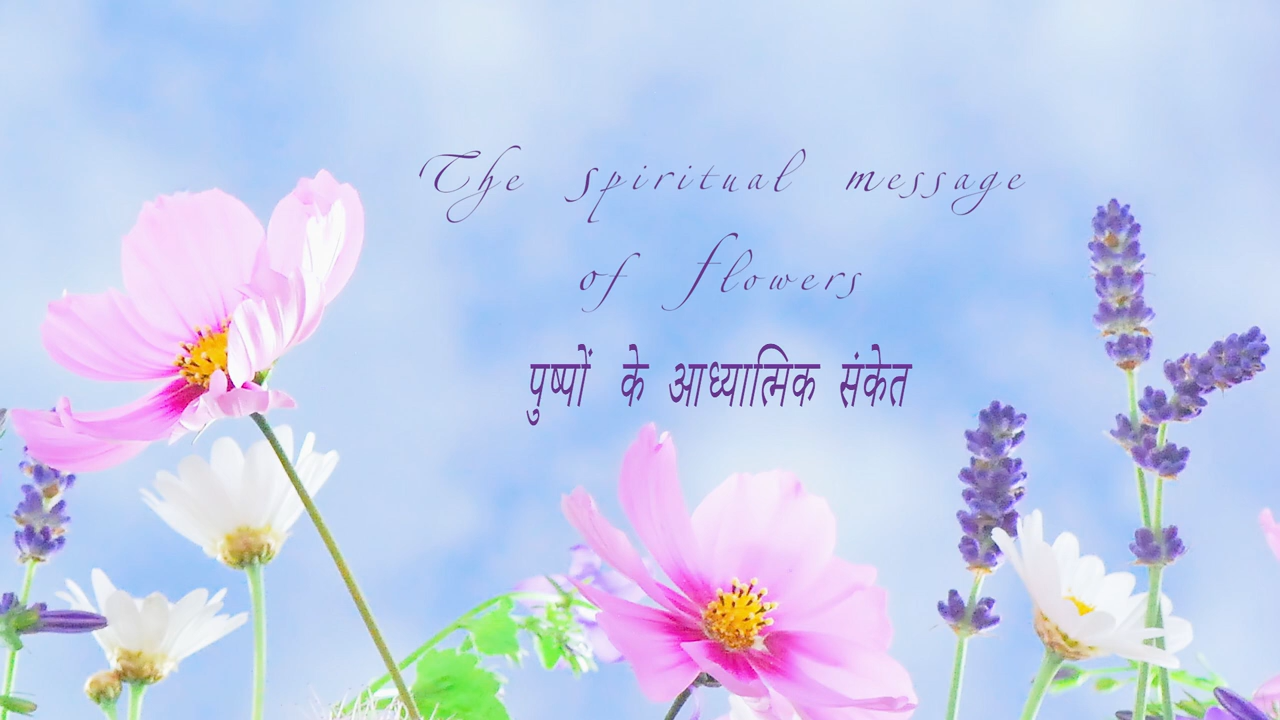 The spiritual message
of flowers
पुष्पों के आध्यात्मिक संकेत